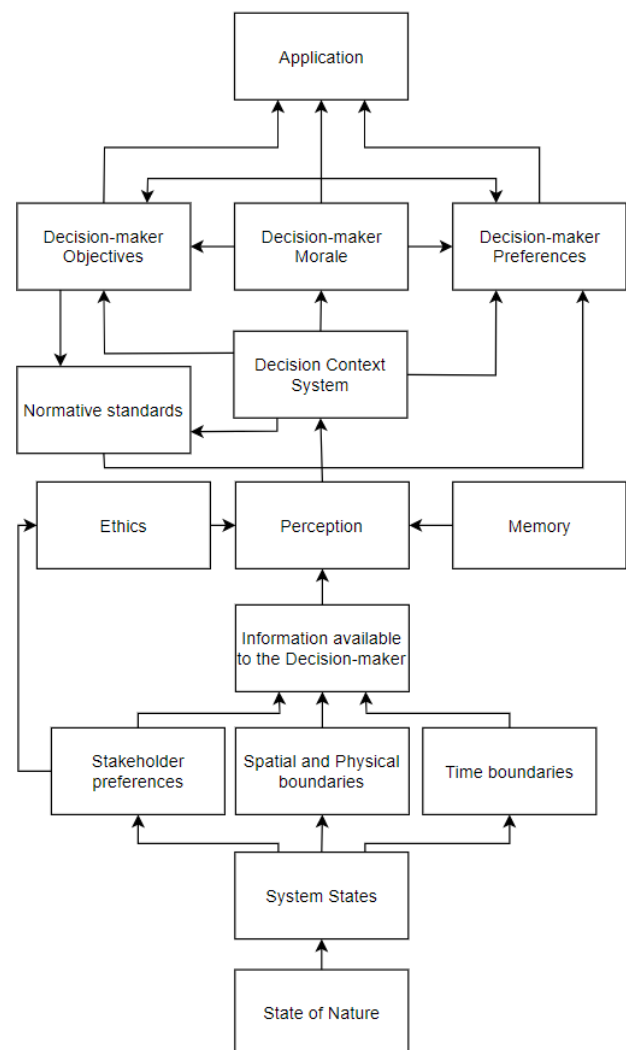 Application
Decision-maker
Objectives
Decision-maker
Morale
Decision-maker
Preferences
Decision Context
System
Normative standards
Ethics
Perception
Memory
Information available
to the Decision-maker
Stakeholder
preferences
Spatial and Physical
boundaries
Time boundaries
System States
State of Nature